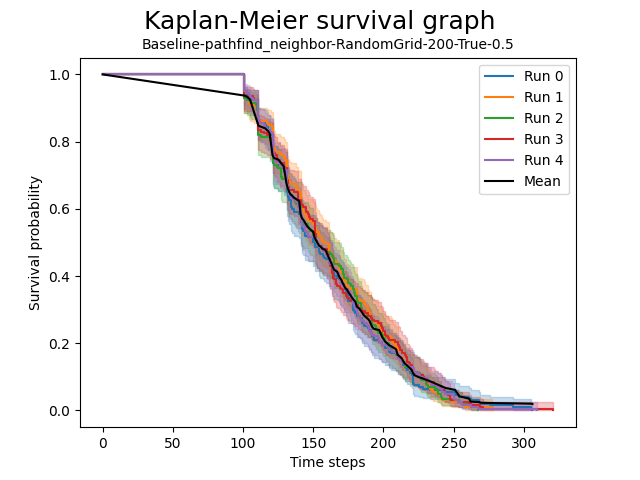 Kaplan-Meier survival graph
Baseline-pathfind_neighbor-RandomGrid-200-True-0.5
Survival probability
1.0
0.8
0.6
0.4
0.2
0.0
Run 0
Run 1
Run 2
Run 3
Run 4
Mean
0 50 100 150 200 250 300
Time steps